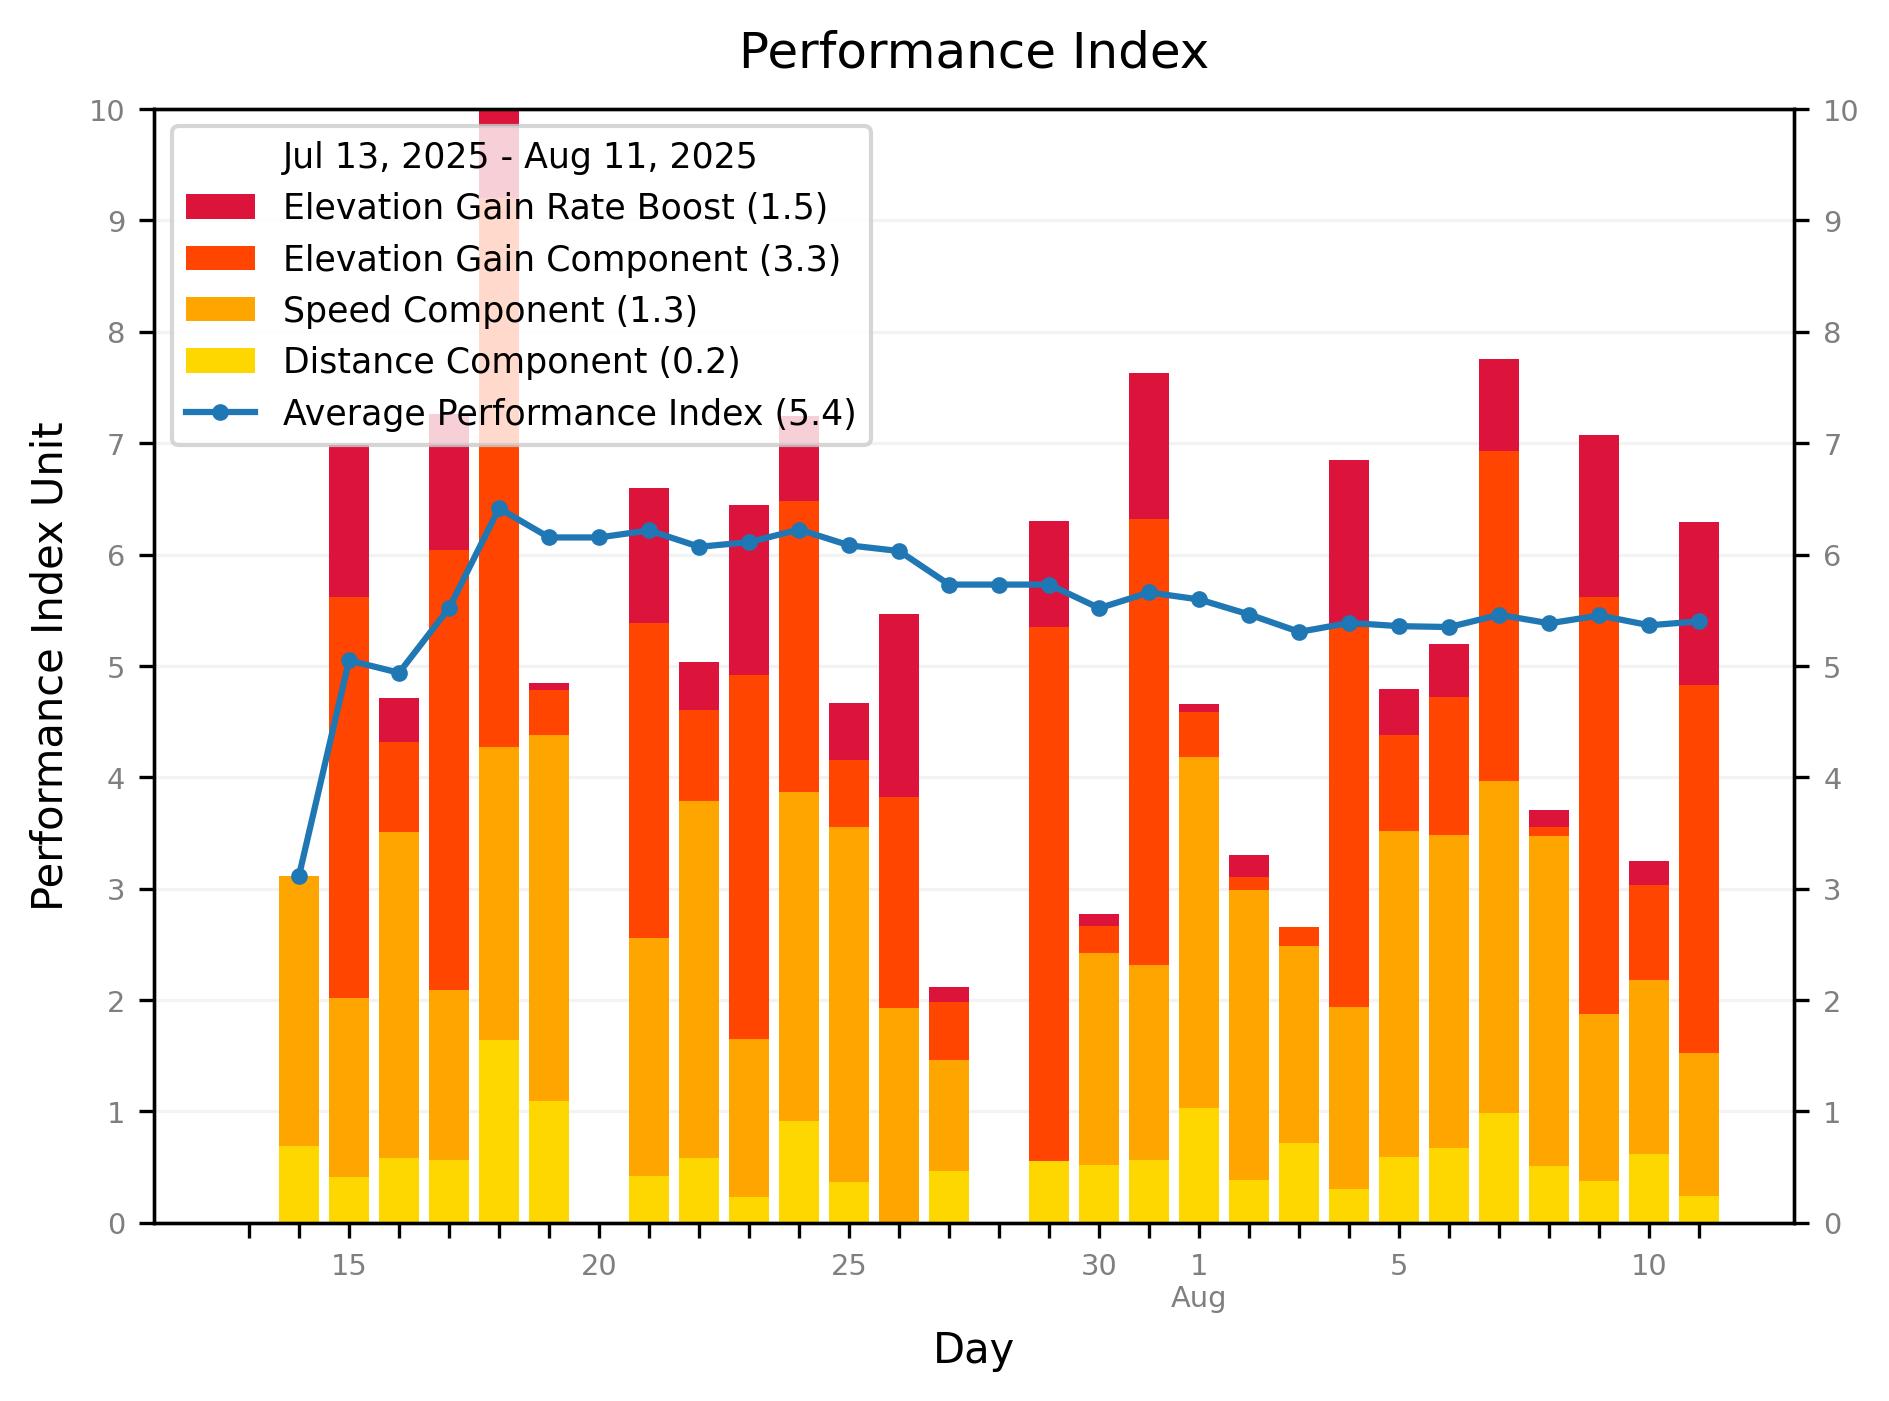 Performance Index
Jul 13, 2025 - Aug 11, 2025
Elevation Gain Rate Boost (1.5)
Elevation Gain Component (3.3)
Speed Component (1.3)
Distance Component (0.2)
Average Performance Index (5.4)
Performance Index Unit
10
9
8
7
6
5
4
3
2
1
0
10
9
8
7
6
5
4
3
2
1
0
15 20 25 30 1 5 10
Aug
Day